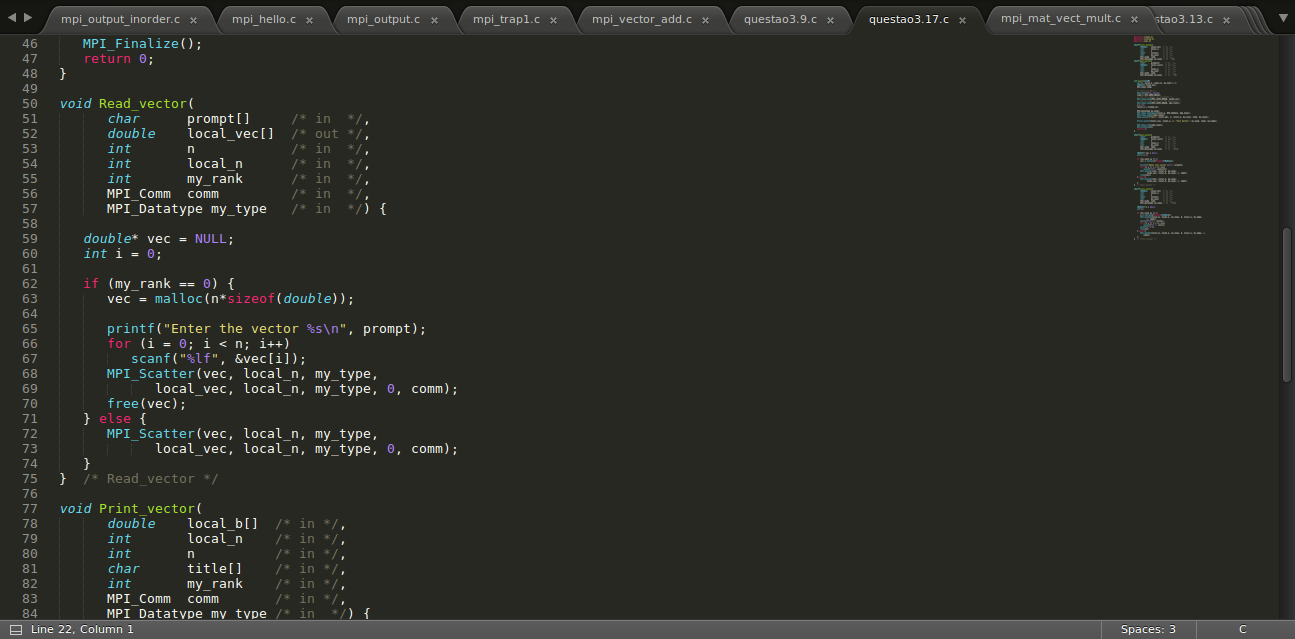 mpi_output_inorder.c × mpi_hello.c × mpi_output.c × mpi_trap1.c × mpi_vector_add.c × questao3.9.c × questao3.17.c × mpi_mat_vect_mult.c × stao3.13.c ×
46    MPI_Finalize();
47    return 0;
48 }
49
50 void Read_vector(
51       char      prompt[]     /* in  */,
52       double    local_vec[]  /* out */,
53       int       n            /* in  */,
54       int       local_n      /* in  */,
55       int       my_rank      /* in  */,
56       MPI_Comm  comm         /* in  */,
57       MPI_Datatype my_type   /* in  */) {
58
59    double* vec = NULL;
60    int i = 0;
61
62    if (my_rank == 0) {
63       vec = malloc(n*sizeof(double));
64
65       printf("Enter the vector %s\n", prompt);
66       for (i = 0; i < n; i++)
67          scanf("%lf", &vec[i]);
68       MPI_Scatter(vec, local_n, my_type,
69             local_vec, local_n, my_type, 0, comm);
70       free(vec);
71    } else {
72       MPI_Scatter(vec, local_n, my_type,
73             local_vec, local_n, my_type, 0, comm);
74    }
75 }  /* Read_vector */
76
77 void Print_vector(
78       double    local_b[]  /* in */,
79       int       local_n    /* in */,
80       int       n          /* in */,
81       char      title[]    /* in */,
82       int       my_rank    /* in */,
83       MPI_Comm  comm       /* in */,
84       MPI_Datatype my_type /* in  */) {
Line 22, Column 1 Spaces: 3 C